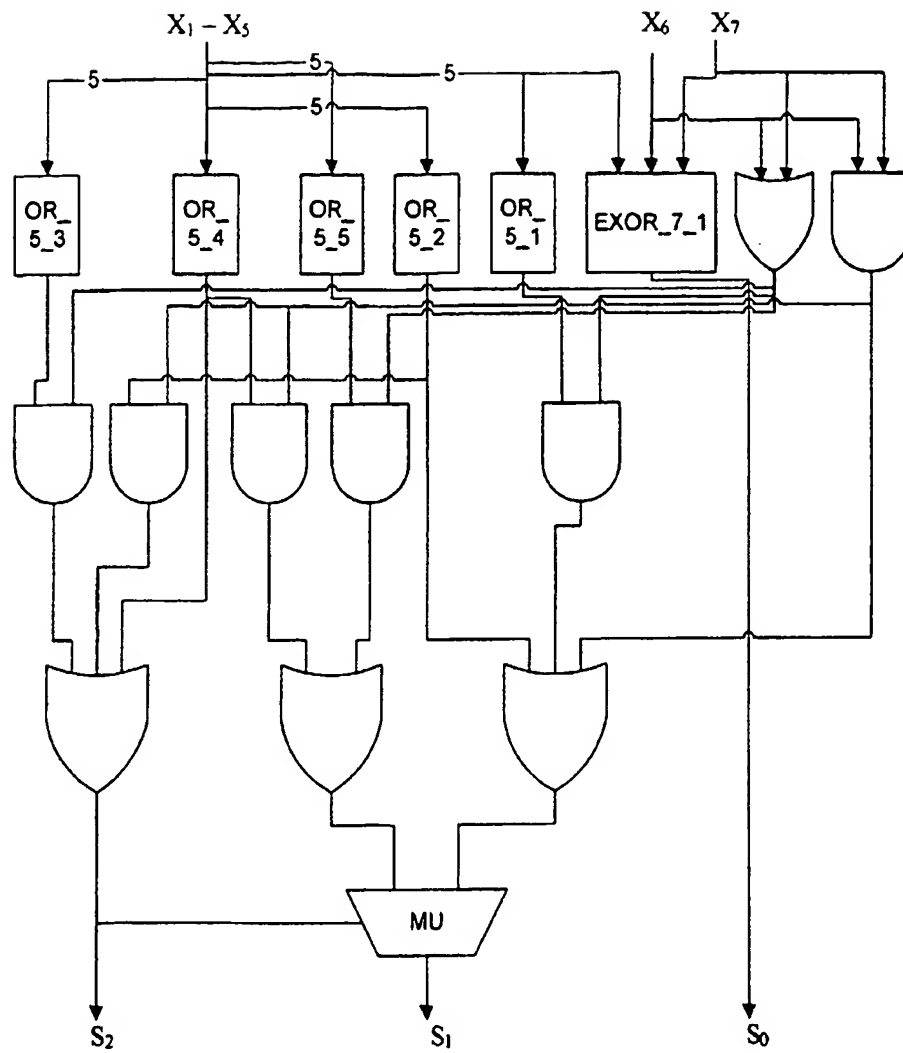 X₁ – X₅
X₆
X₇
5
5
5
5
OR_
5_3
OR_
5_4
OR_
5_5
OR_
5_2
OR_
5_1
EXOR_7_1
MU
S₂
S₁
S₀